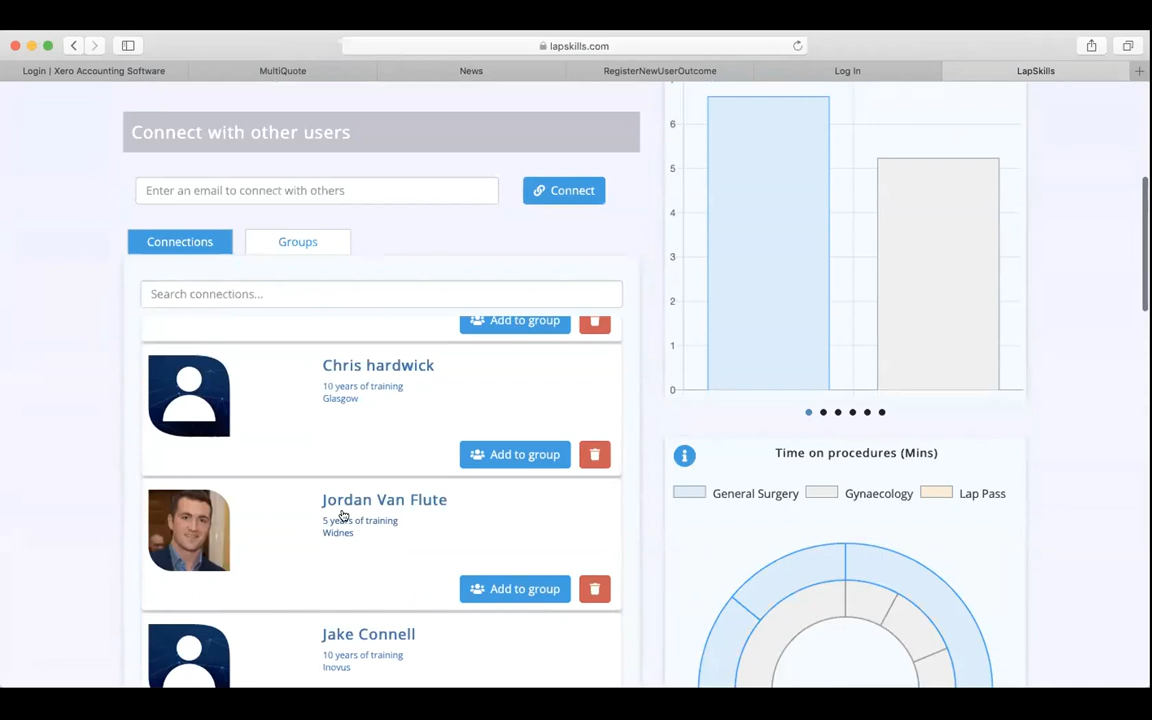 lapskills.com
Login | Xero Accounting Software
MultiQuote
News
RegisterNewUserOutcome
Log In
LapSkills
Connect with other users
Enter an email to connect with others
Connect
Connections
Groups
Search connections...
Add to group
Chris hardwick
10 years of training
Glasgow
Add to group
Jordan Van Flute
5 years of training
Widnes
Add to group
Jake Connell
10 years of training
Inovus
6
5
4
3
2
1
0
Time on procedures (Mins)
General Surgery
Gynaecology
Lap Pass